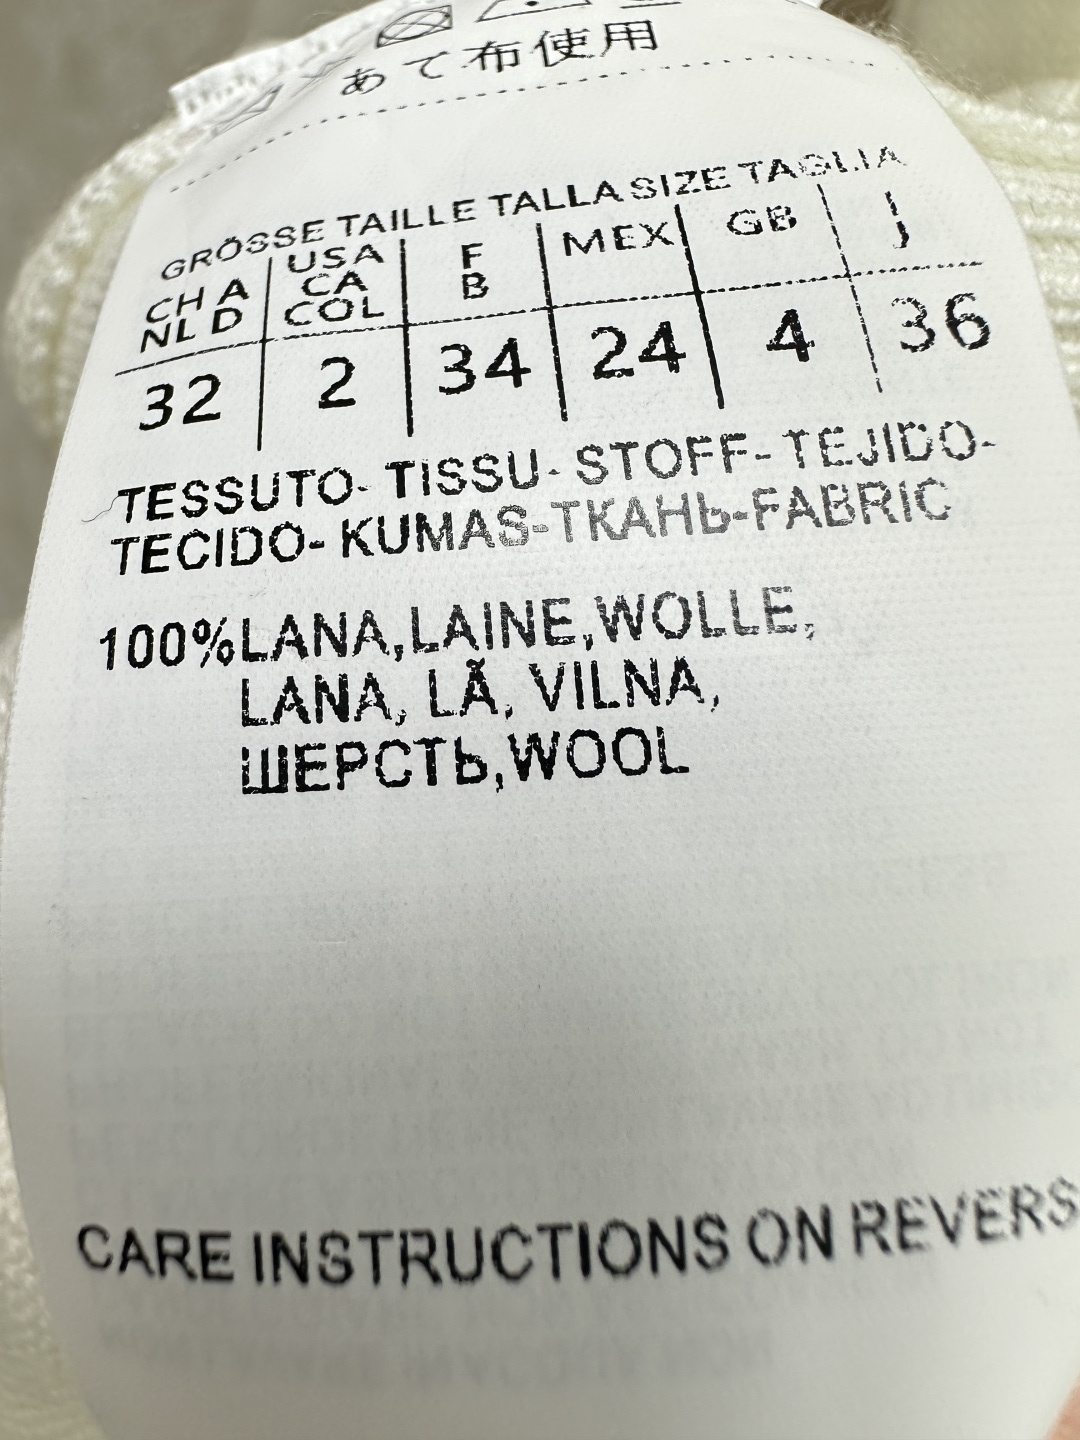 あて布使用
GRÖSSE TAILLE TALLA SIZE TAGLIA
CH A NL D USA CA COL F B MEX GB J
32 2 34 24 4 36
TESSUTO- TISSU- STOFF- TEJIDO-
TECIDO- KUMAS-ТКАНЬ-FABRIC
100%LANA,LAINE,WOLLE,
LANA, LÃ, VILNA,
ШЕРСТЬ,WOOL
CARE INSTRUCTIONS ON REVERS